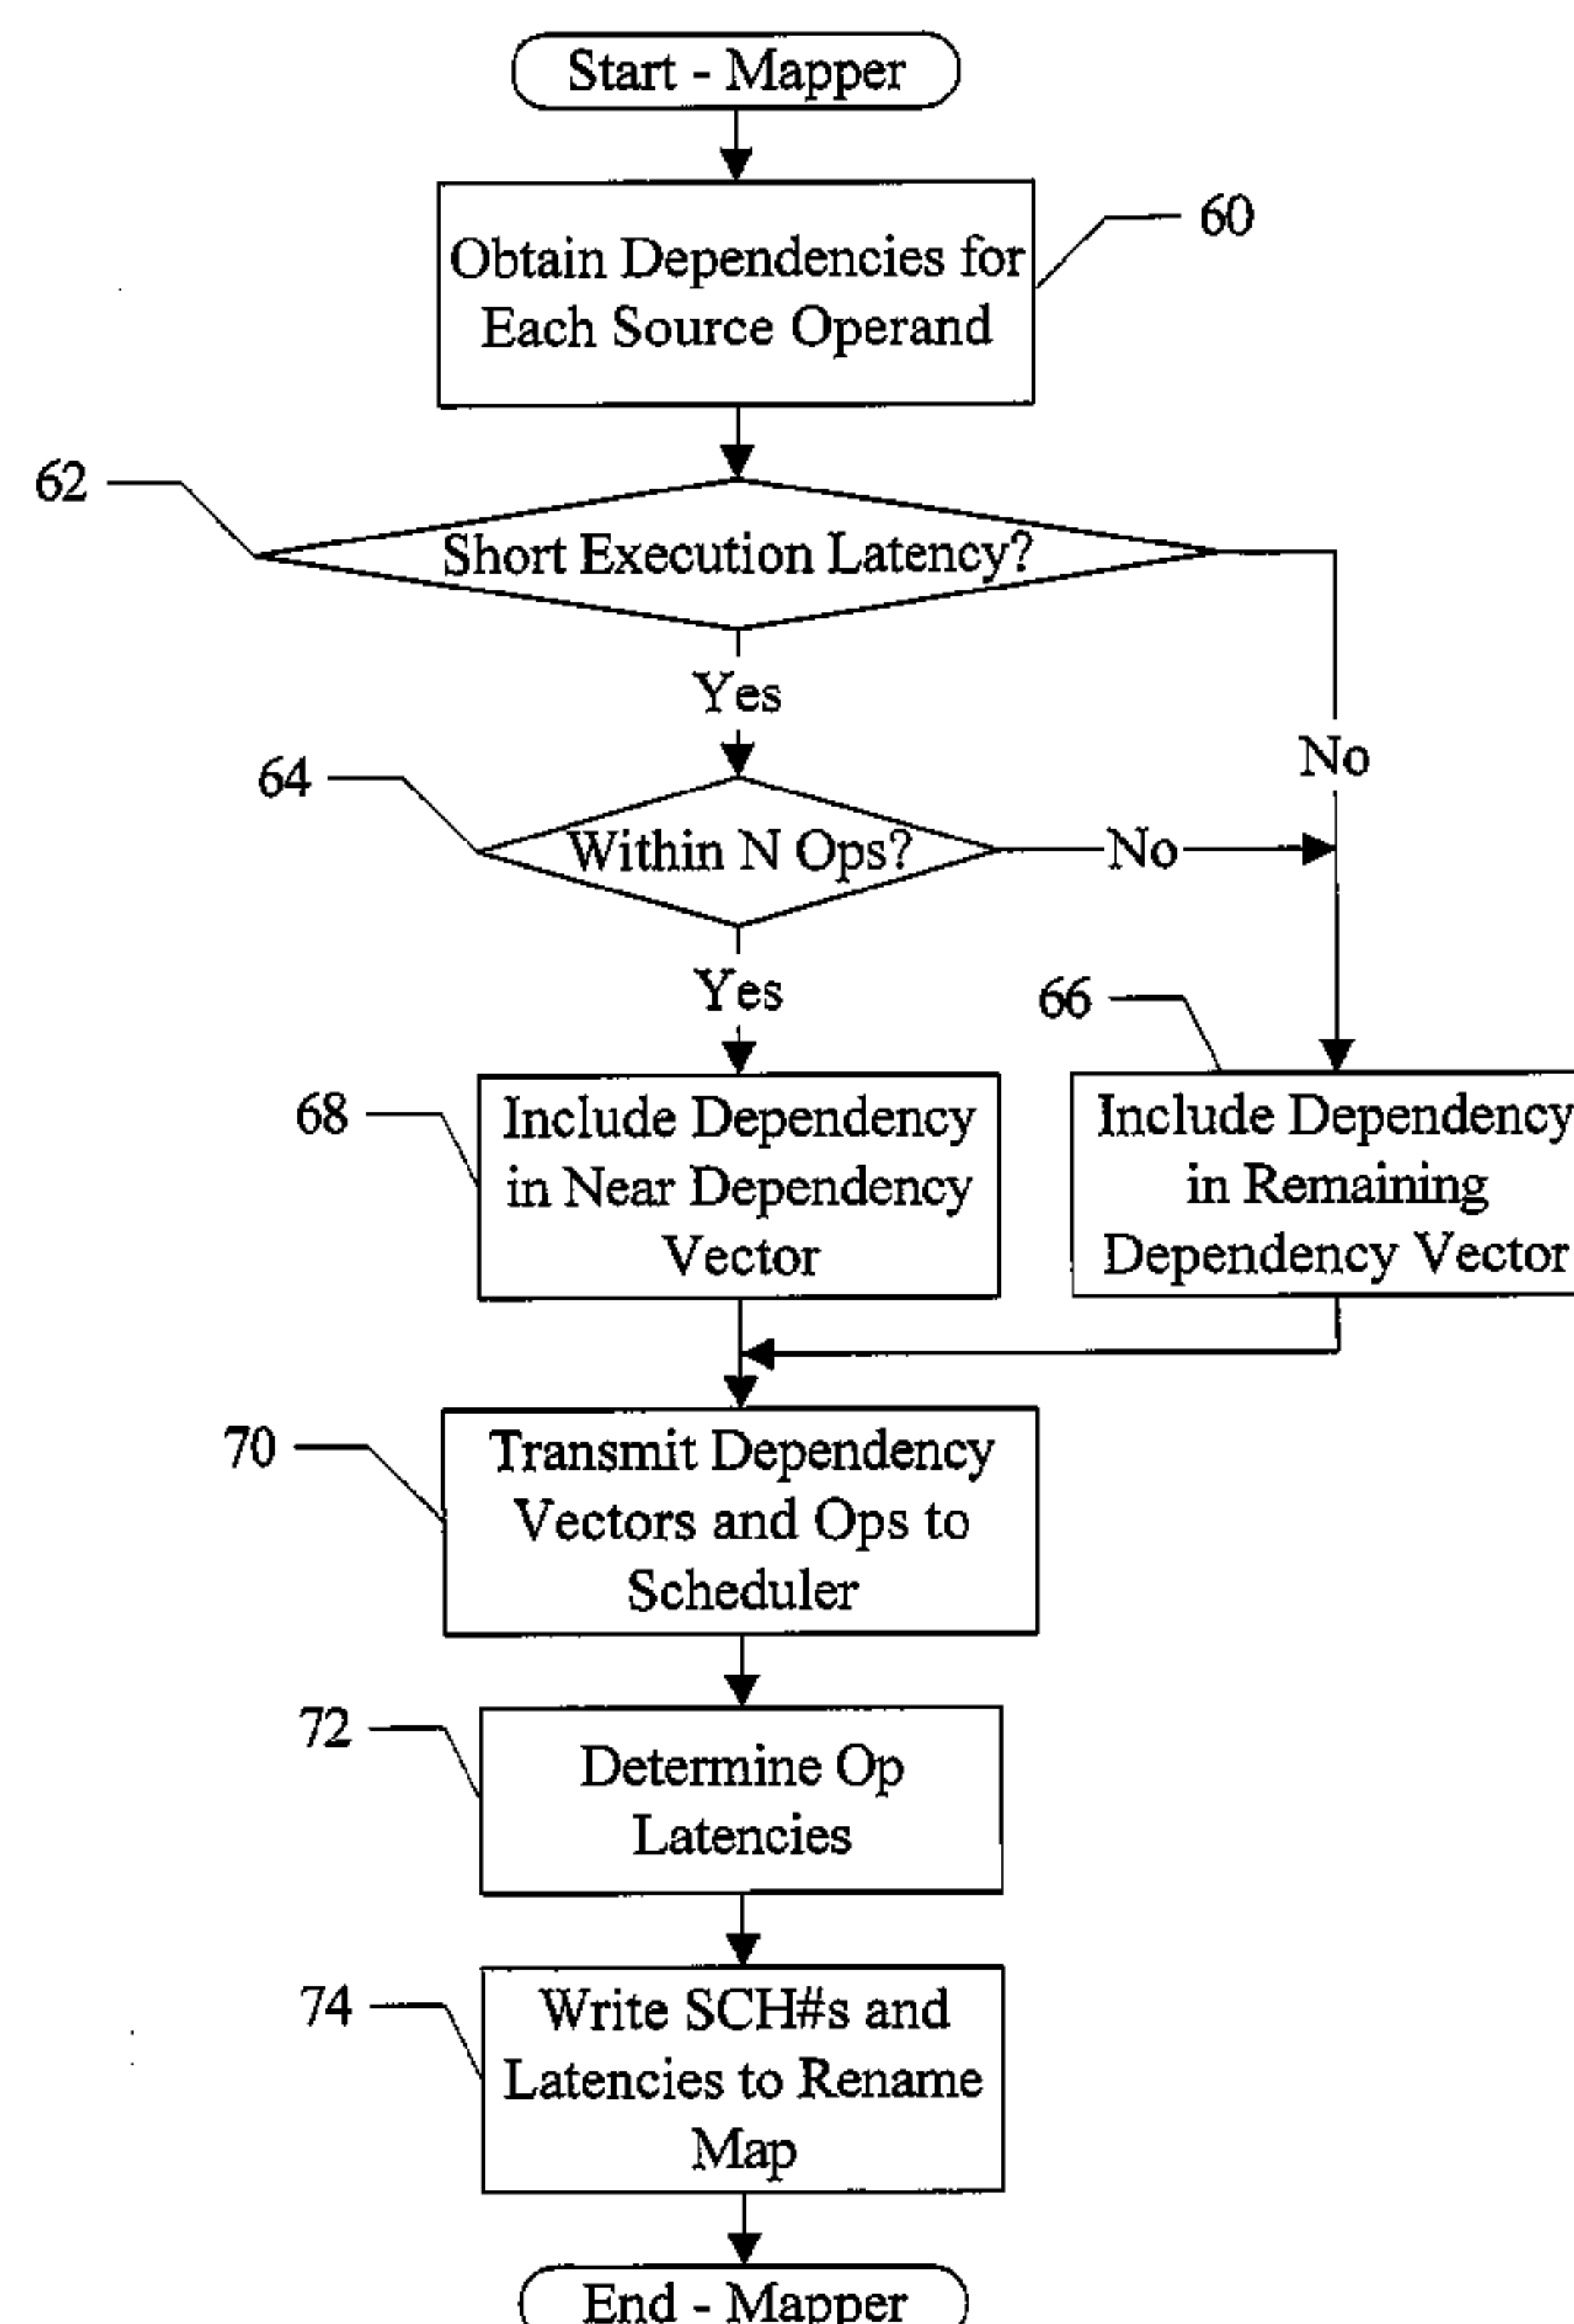 Start - Mapper
60
Obtain Dependencies for
Each Source Operand
62
Short Execution Latency?
Yes
No
64
Within N Ops?
No
Yes
66
68
Include Dependency
in Near Dependency
Vector
Include Dependency
in Remaining
Dependency Vector
70
Transmit Dependency
Vectors and Ops to
Scheduler
72
Determine Op
Latencies
74
Write SCH#s and
Latencies to Rename
Map
End - Mapper